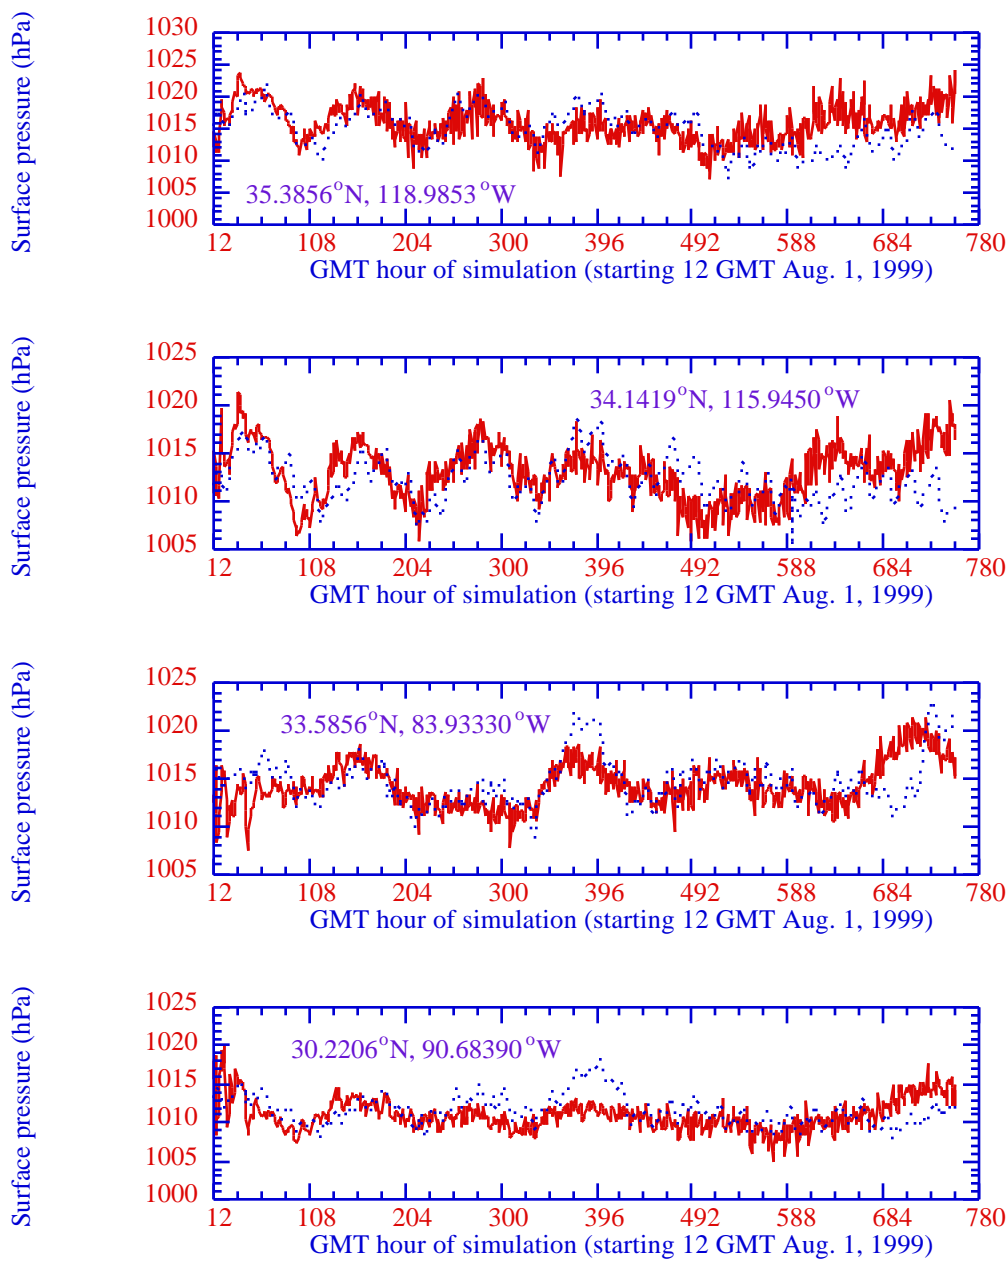 Surface pressure (hPa)
1030
1025
1020
1015
1010
1005
1000
35.3856°N, 118.9853°W
12 108 204 300 396 492 588 684 780
GMT hour of simulation (starting 12 GMT Aug. 1, 1999)
Surface pressure (hPa)
1025
1020
1015
1010
1005
34.1419°N, 115.9450°W
12 108 204 300 396 492 588 684 780
GMT hour of simulation (starting 12 GMT Aug. 1, 1999)
Surface pressure (hPa)
1025
1020
1015
1010
1005
33.5856°N, 83.93330°W
12 108 204 300 396 492 588 684 780
GMT hour of simulation (starting 12 GMT Aug. 1, 1999)
Surface pressure (hPa)
1025
1020
1015
1010
1005
1000
30.2206°N, 90.68390°W
12 108 204 300 396 492 588 684 780
GMT hour of simulation (starting 12 GMT Aug. 1, 1999)